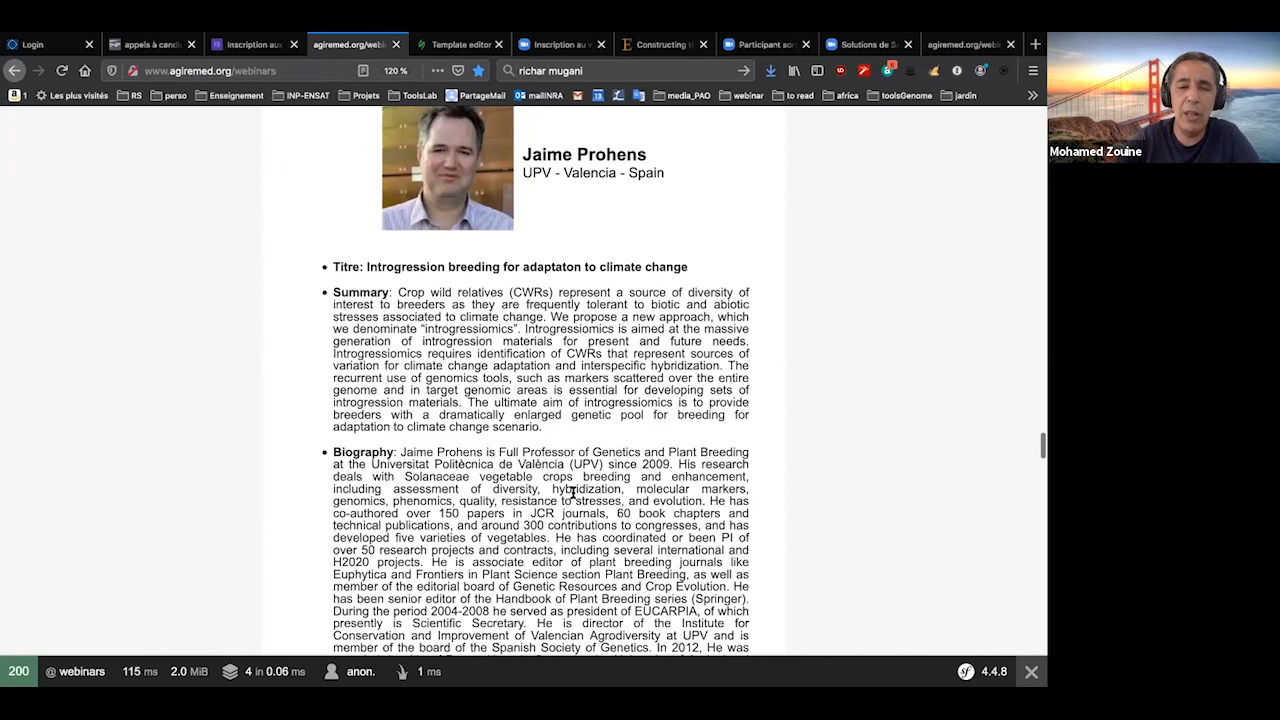 Login
appels à candi
Inscription aux
agiremed.org/webi
Template editor
Inscription au w
Constructing t
Participant sor
Solutions de S
agiremed.org/webi
www.agiremed.org/webinars
120 %
richar mugani
6
1 Les plus visités RS perso Enseignement INP-ENSAT Projets ToolsLab PartageMail mailINRA media_PAO webinar to read africa toolsGenome jardin
Mohamed Zouine
Jaime Prohens
UPV - Valencia - Spain
• Titre: Introgression breeding for adaptaton to climate change
• Summary: Crop wild relatives (CWRs) represent a source of diversity of
interest to breeders as they are frequently tolerant to biotic and abiotic
stresses associated to climate change. We propose a new approach, which
we denominate “introgressiomics”. Introgressiomics is aimed at the massive
generation of introgression materials for present and future needs.
Introgressiomics requires identification of CWRs that represent sources of
variation for climate change adaptation and interspecific hybridization. The
recurrent use of genomics tools, such as markers scattered over the entire
genome and in target genomic areas is essential for developing sets of
introgression materials. The ultimate aim of introgressiomics is to provide
breeders with a dramatically enlarged genetic pool for breeding for
adaptation to climate change scenario.
• Biography: Jaime Prohens is Full Professor of Genetics and Plant Breeding
at the Universitat Politècnica de València (UPV) since 2009. His research
deals with Solanaceae vegetable crops breeding and enhancement,
including assessment of diversity, hybridization, molecular markers,
genomics, phenomics, quality, resistance to stresses, and evolution. He has
co-authored over 150 papers in JCR journals, 60 book chapters and
technical publications, and around 300 contributions to congresses, and has
developed five varieties of vegetables. He has coordinated or been PI of
over 50 research projects and contracts, including several international and
H2020 projects. He is associate editor of plant breeding journals like
Euphytica and Frontiers in Plant Science section Plant Breeding, as well as
member of the editorial board of Genetic Resources and Crop Evolution. He
has been senior editor of the Handbook of Plant Breeding series (Springer).
During the period 2004-2008 he served as president of EUCARPIA, of which
presently is Scientific Secretary. He is director of the Institute for
Conservation and Improvement of Valencian Agrodiversity at UPV and is
member of the board of the Spanish Society of Genetics. In 2012, He was
200 @ webinars 115 ms 2.0 MiB 4 in 0.06 ms anon. 1 ms 4.4.8